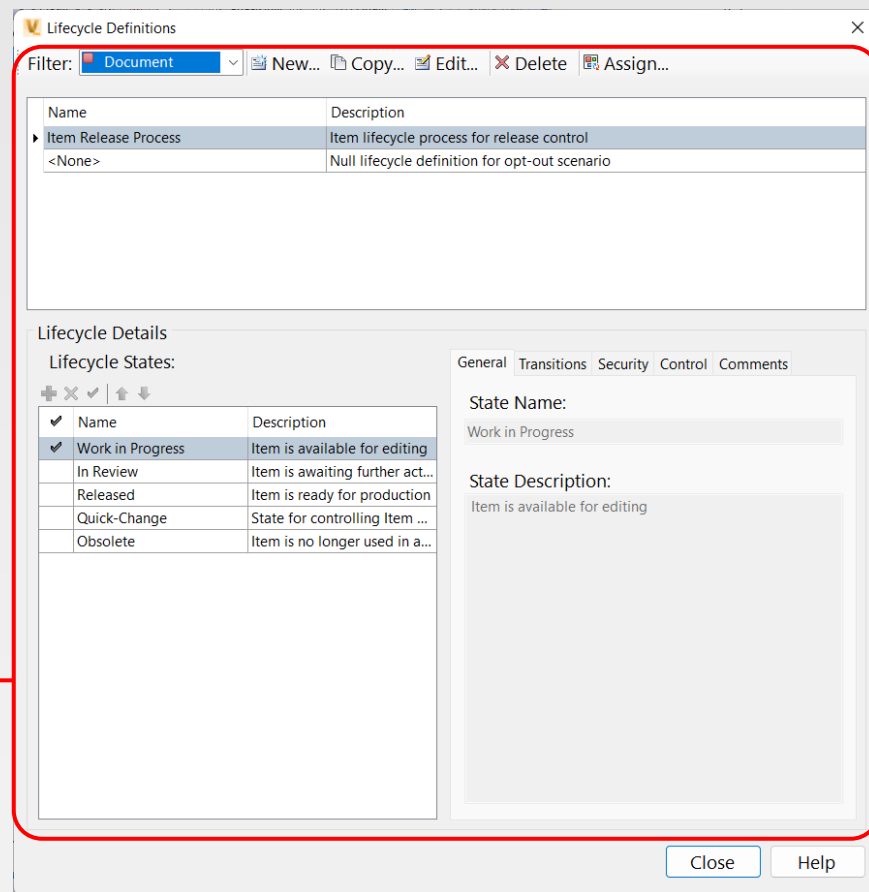 Lifecycle Definitions
Filter: Document New... Copy... Edit... Delete Assign...
Name Description
Item Release Process Item lifecycle process for release control
<None> Null lifecycle definition for opt-out scenario
Lifecycle Details
Lifecycle States:
General Transitions Security Control Comments
State Name:
Name Description
Work in Progress
Work in Progress Item is available for editing
In Review Item is awaiting further act...
State Description:
Released Item is ready for production
Item is available for editing
Quick-Change State for controlling Item ...
Obsolete Item is no longer used in a...
Close Help